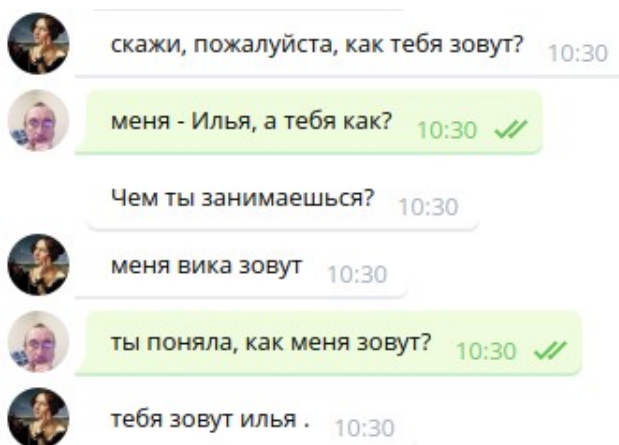 скажи, пожалуйста, как тебя зовут? 10:30
меня - Илья, а тебя как? 10:30
Чем ты занимаешься? 10:30
меня вика зовут 10:30
ты поняла, как меня зовут? 10:30
тебя зовут илья . 10:30